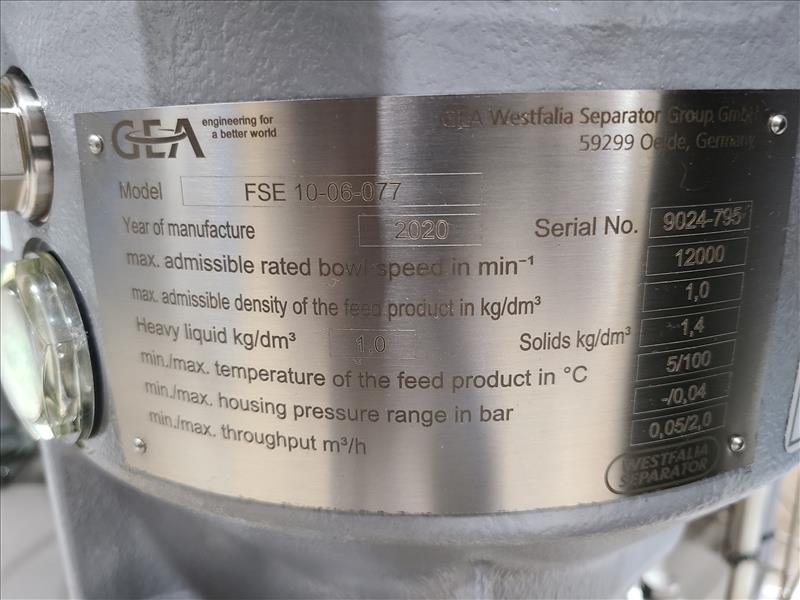 GEA engineering for
a better world
GEA Westfalia Separator Group GmbH
59299 Oelde, Germany
Model FSE 10-06-077
Year of manufacture 2020 Serial No. 9024-795
max. admissible rated bowl speed in min⁻¹ 12000
max. admissible density of the feed product in kg/dm³ 1,0
Heavy liquid kg/dm³ 1,0 Solids kg/dm³ 1,4
min./max. temperature of the feed product in °C 5/100
min./max. housing pressure range in bar -/0,04
min./max. throughput m³/h 0,05/2,0
WESTFALIA
SEPARATOR